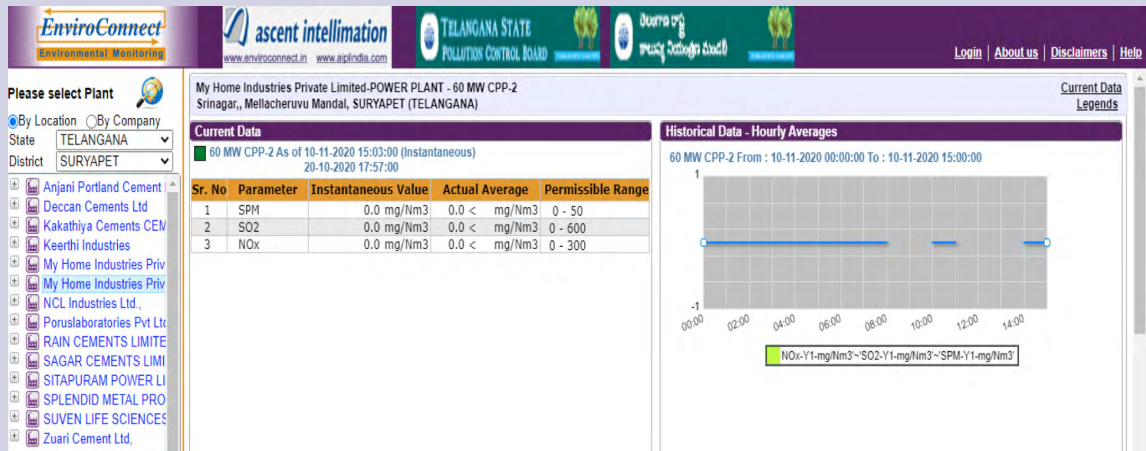 EnviroConnect
Environmental Monitoring
ascent intellimation
www.enviroconnect.in www.aiplindia.com
TELANGANA STATE
POLLUTION CONTROL BOARD
తెలంగాణ రాష్ట్ర
కాలుష్య నియంత్రణ మండలి
Login | About us | Disclaimers | Help
Please select Plant
By Location By Company
State TELANGANA
District SURYAPET
Anjani Portland Cement
Deccan Cements Ltd
Kakathiya Cements CEM
Keerthi Industries
My Home Industries Priv
My Home Industries Priv
NCL Industries Ltd.,
Poruslaboratories Pvt Ltd
RAIN CEMENTS LIMITE
SAGAR CEMENTS LIMI
SITAPURAM POWER LI
SPLENDID METAL PRO
SUVEN LIFE SCIENCES
Zuari Cement Ltd,
My Home Industries Private Limited-POWER PLANT - 60 MW CPP-2
Srinagar,, Mellacheruvu Mandal, SURYAPET (TELANGANA)
Current Data
Legends
Current Data
60 MW CPP-2 As of 10-11-2020 15:03:00 (Instantaneous)
20-10-2020 17:57:00
Sr. No Parameter Instantaneous Value Actual Average Permissible Range
1 SPM 0.0 mg/Nm3 0.0 < mg/Nm3 0 - 50
2 SO2 0.0 mg/Nm3 0.0 < mg/Nm3 0 - 600
3 NOx 0.0 mg/Nm3 0.0 < mg/Nm3 0 - 300
Historical Data - Hourly Averages
60 MW CPP-2 From : 10-11-2020 00:00:00 To : 10-11-2020 15:00:00
1
-1
00:00 02:00 04:00 06:00 08:00 10:00 12:00 14:00
NOx-Y1-mg/Nm3'~'SO2-Y1-mg/Nm3'~'SPM-Y1-mg/Nm3'